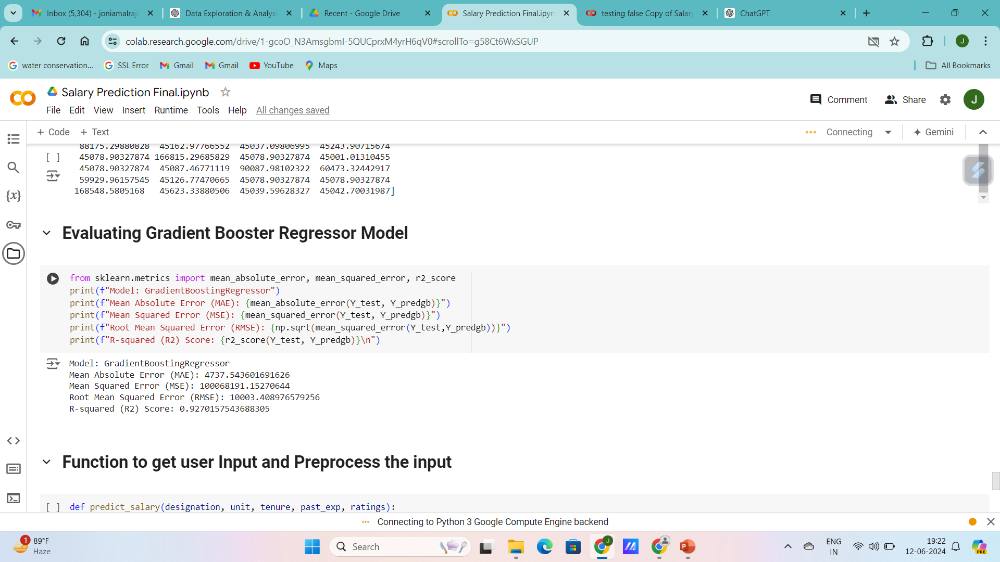 Inbox (5,304) - joniamalraj
Data Exploration & Analysi
Recent - Google Drive
Salary Prediction Final.ipyn
testing false Copy of Salary
ChatGPT
colab.research.google.com/drive/1-gcoO_N3AmsgbmI-5QUCprxM4yrH6qV0#scrollTo=g58Ct6WxSGUP
J
water conservation...
SSL Error
Gmail
Gmail
YouTube
Maps
All Bookmarks
Salary Prediction Final.ipynb
Comment
Share
J
File Edit View Insert Runtime Tools Help All changes saved
+ Code + Text
Connecting
Gemini
88175.29880828 45162.97766552 45037.09806995 45243.90715674
[ ] 45078.90327874 166815.29685829 45078.90327874 45001.01310455
45078.90327874 45087.46771119 90087.98102322 60473.32442917
59929.96157545 45126.77470665 45078.90327874 45078.90327874
168548.5805168 45623.33880506 45039.59628327 45042.70031987]
{x}
Evaluating Gradient Booster Regressor Model
from sklearn.metrics import mean_absolute_error, mean_squared_error, r2_score
print(f"Model: GradientBoostingRegressor")
print(f"Mean Absolute Error (MAE): {mean_absolute_error(Y_test, Y_predgb)}")
print(f"Mean Squared Error (MSE): {mean_squared_error(Y_test, Y_predgb)}")
print(f"Root Mean Squared Error (RMSE): {np.sqrt(mean_squared_error(Y_test,Y_predgb))}")
print(f"R-squared (R2) Score: {r2_score(Y_test, Y_predgb)}\n")
Model: GradientBoostingRegressor
Mean Absolute Error (MAE): 4737.543601691626
Mean Squared Error (MSE): 100068191.15270644
Root Mean Squared Error (RMSE): 10003.408976579256
R-squared (R2) Score: 0.9270157543688305
Function to get user Input and Preprocess the input
[ ] def predict_salary(designation, unit, tenure, past_exp, ratings):
Connecting to Python 3 Google Compute Engine backend
1
89°F
Haze
Search
J
P
PRE
ENG
IN
19:22
12-06-2024